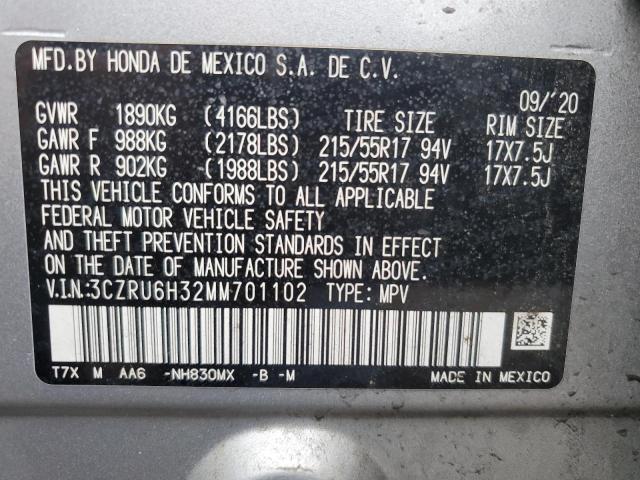 MFD.BY HONDA DE MEXICO S.A. DE C.V.
09/'20
GVWR 1890KG (4166LBS) TIRE SIZE RIM SIZE
GAWR F 988KG (2178LBS) 215/55R17 94V 17X7.5J
GAWR R 902KG (1988LBS) 215/55R17 94V 17X7.5J
THIS VEHICLE CONFORMS TO ALL APPLICABLE
FEDERAL MOTOR VEHICLE SAFETY
AND THEFT PREVENTION STANDARDS IN EFFECT
ON THE DATE OF MANUFACTURE SHOWN ABOVE.
V.I.N:3CZRU6H32MM701102 TYPE: MPV
T7X M AA6 -NH830MX -B -M MADE IN MEXICO